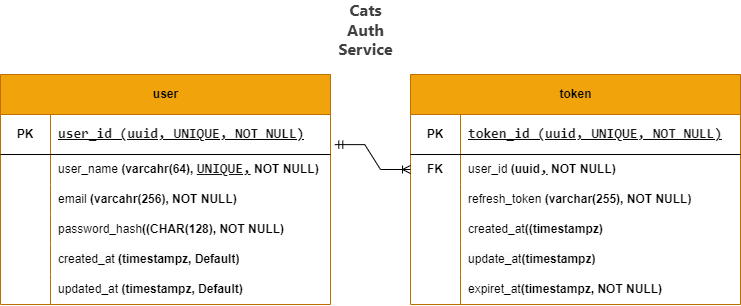 Cats
Auth
Service
user
PK user_id (uuid, UNIQUE, NOT NULL)
user_name (varcahr(64), UNIQUE, NOT NULL)
email (varcahr(256), NOT NULL)
password_hash((CHAR(128), NOT NULL)
created_at (timestampz, Default)
updated_at (timestampz, Default)
token
PK token_id (uuid, UNIQUE, NOT NULL)
FK user_id (uuid, NOT NULL)
refresh_token (varchar(255), NOT NULL)
created_at((timestampz)
update_at(timestampz)
expiret_at(timestampz, NOT NULL)